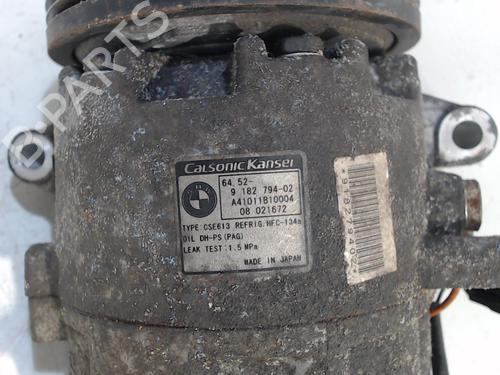 B-PARTS
Calsonic Kansei
BMW
64.52-
9 182 794-02
A41011B10004
08 021672
TYPE:CSE613 REFRIG.HFC-134a
OIL DH-PS(PAG)
LEAK TEST:1.5 MPa
MADE IN JAPAN